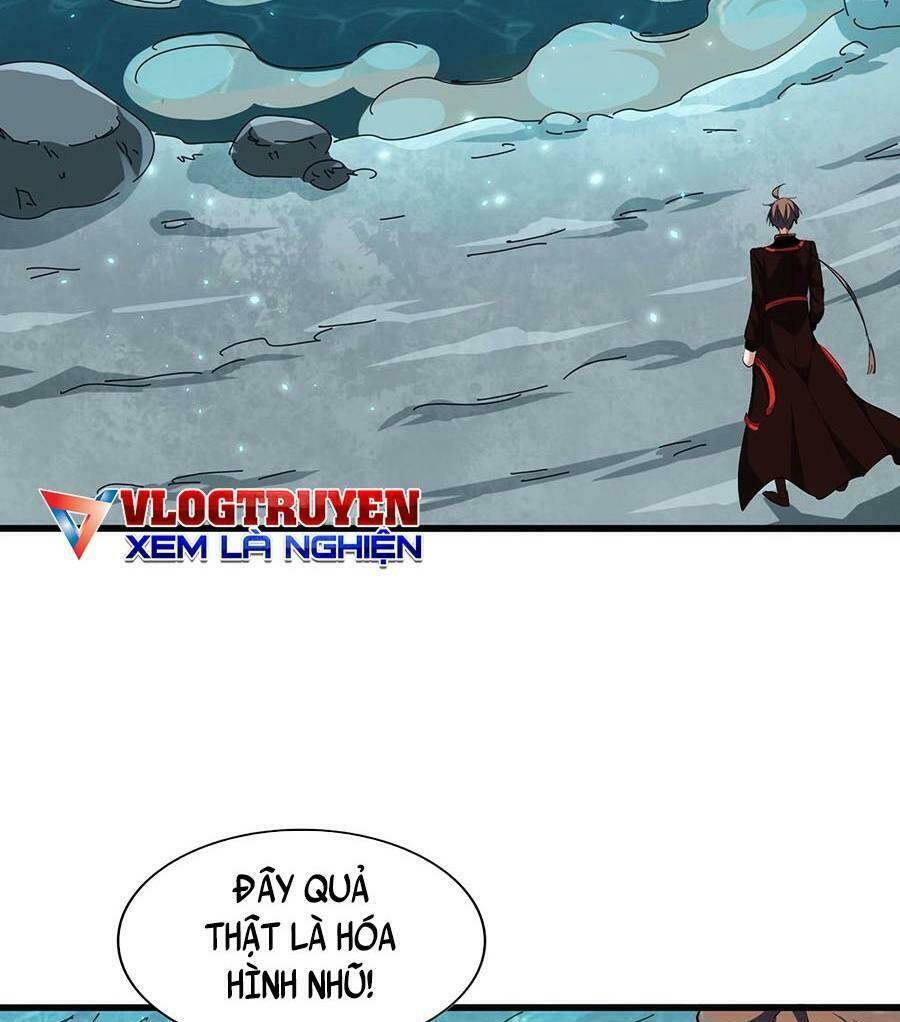 VLOGTRUYEN
XEM LÀ NGHIỆN
ĐÂY QUẢ
THẬT LÀ HÓA
HÌNH NHŨ!